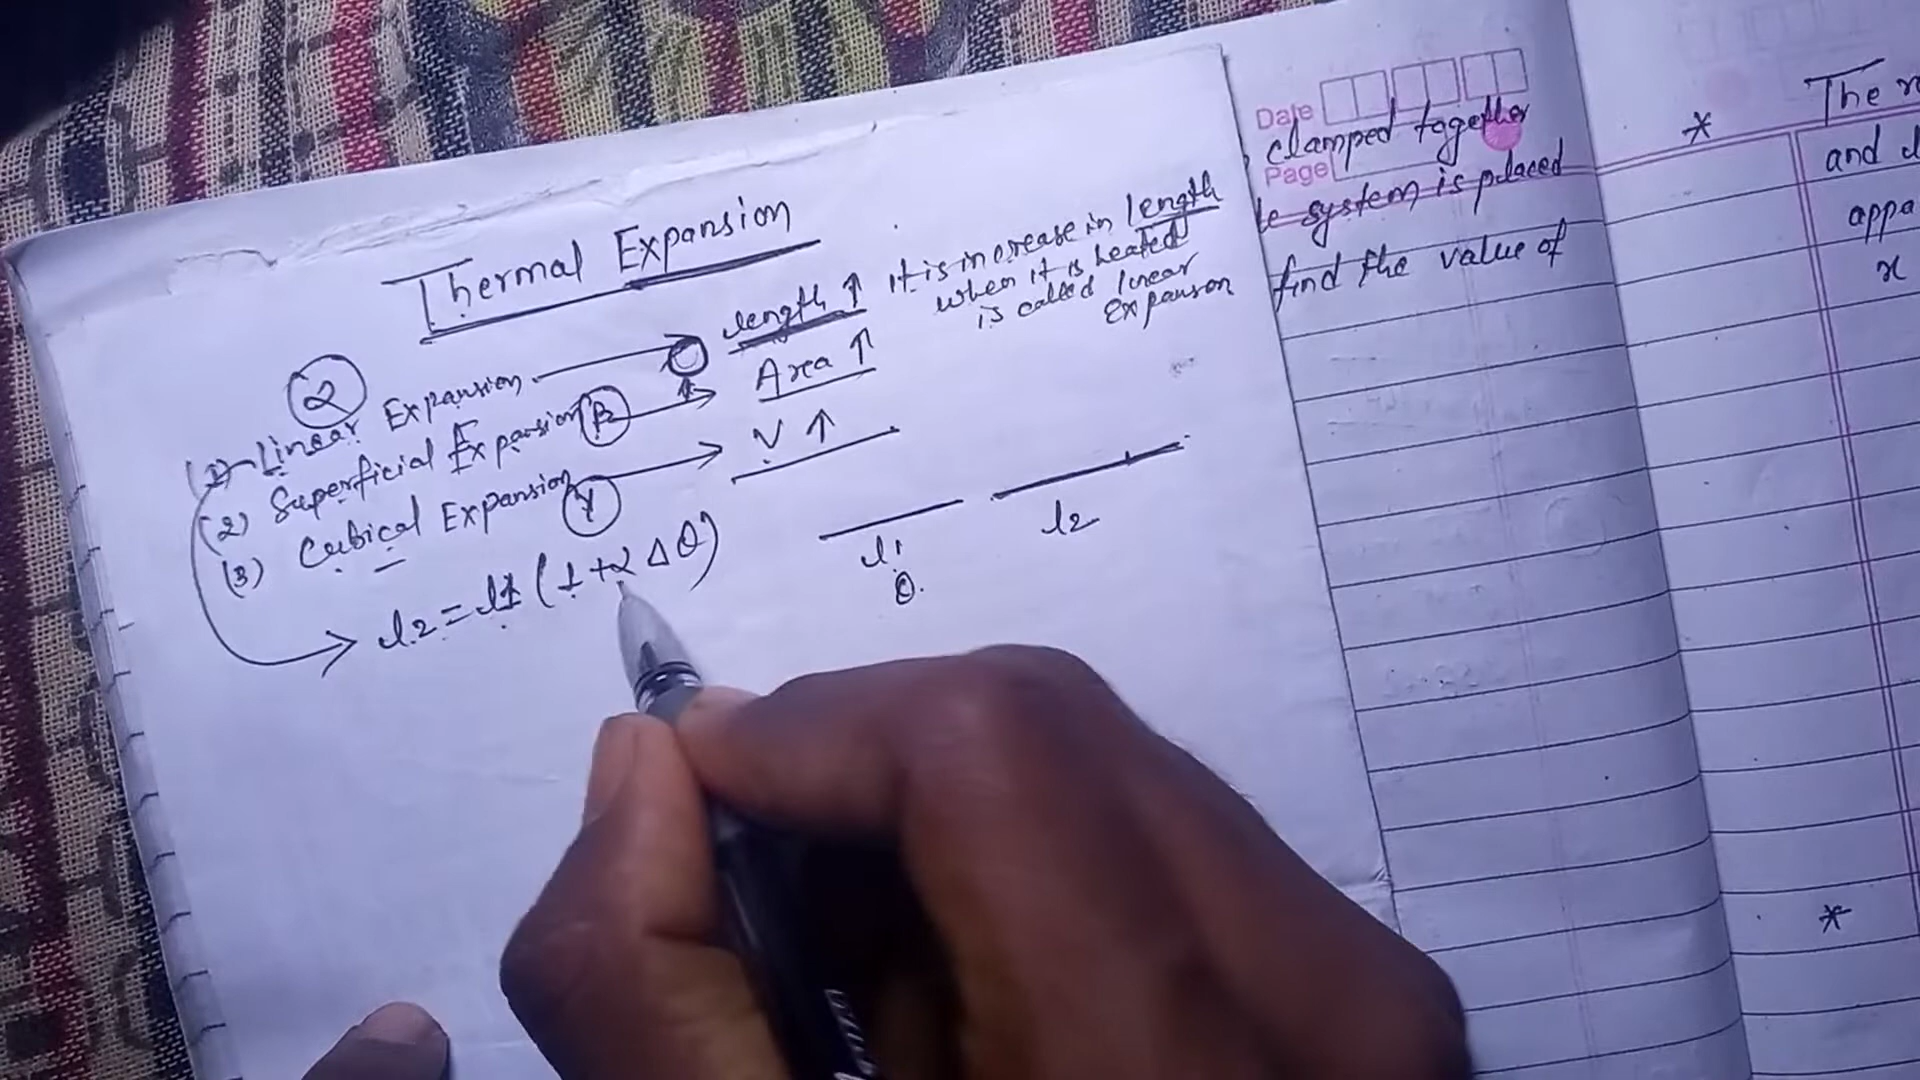 Thermal Expansion
α
(1) Linear Expansion → length ↑
it is increase in length
when it is heated
is called linear
Expansion
(2) Superficial Expansion β → Area ↑
(3) Cubical Expansion γ → V ↑
l2 = l1 (1+α Δθ)
l1
l2
θ
Date
clamped together
Page
system is placed
find the value of
*
The
and
appa
x
*